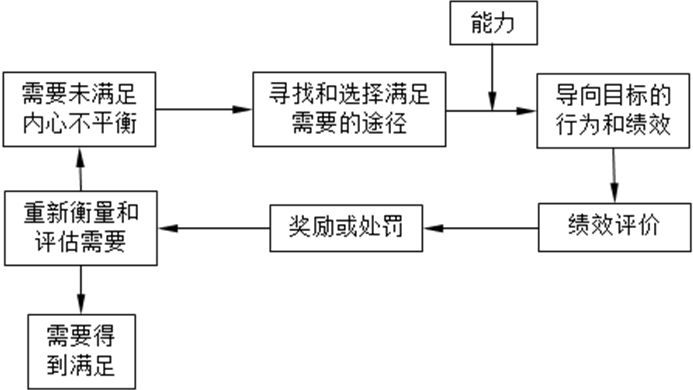 能力
需要未满足
内心不平衡
寻找和选择满足
需要的途径
导向目标的
行为和绩效
重新衡量和
评估需要
奖励或处罚
绩效评价
需要得
到满足